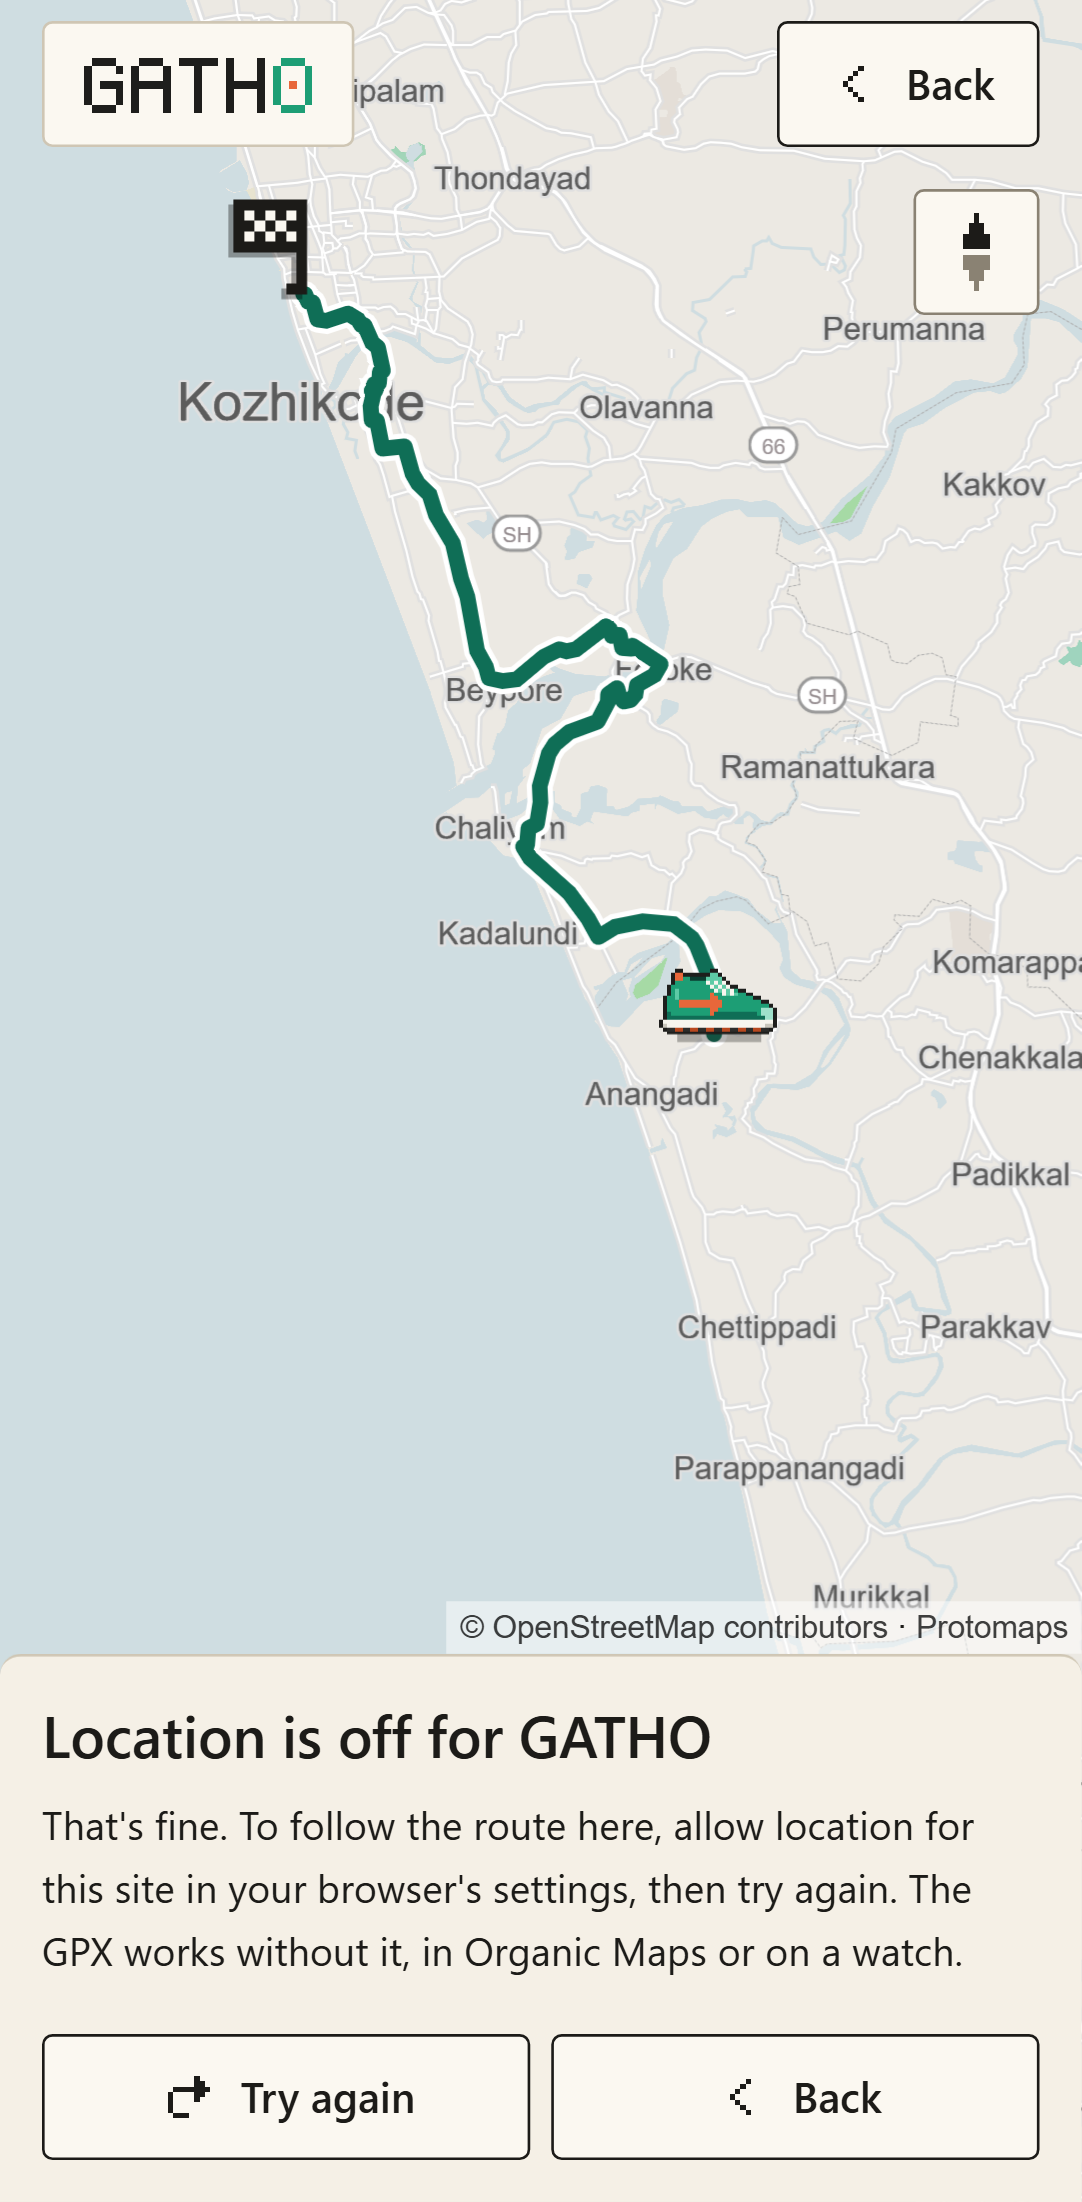 GATHO
Back
ipalam
Thondayad
Perumanna
Kozhiko
Olavanna
66
Kakkov
SH
Beypore
SH
Ramanattukara
Kadalundi
Komarappa
Chenakkala
Anangadi
Padikkal
Chettippadi
Parakkav
Parappanangadi
Murikkal
© OpenStreetMap contributors · Protomaps
Location is off for GATHO
That's fine. To follow the route here, allow location for
this site in your browser's settings, then try again. The
GPX works without it, in Organic Maps or on a watch.
Try again
Back